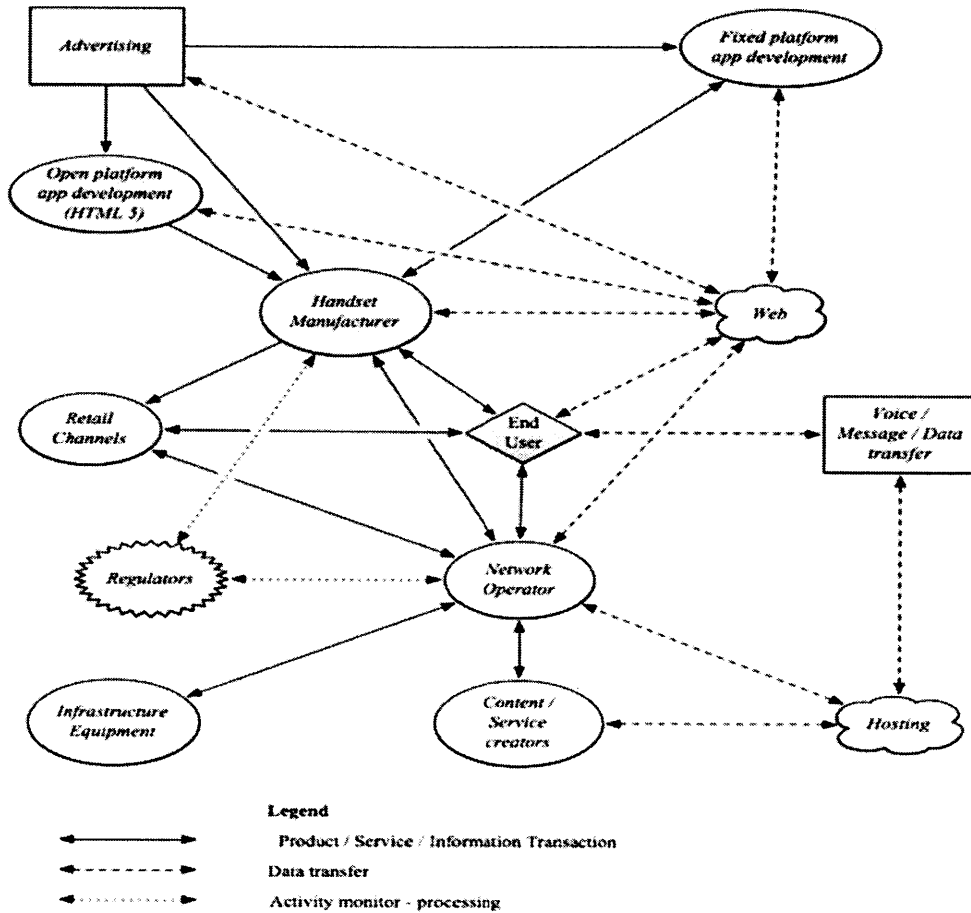 Advertising
Fixed platform
app development
Open platform
app development
(HTML 5)
Handset
Manufacturer
Web
Retail
Channels
End
User
Voice /
Message / Data
transfer
Regulators
Network
Operator
Infrastructure
Equipment
Content /
Service
creators
Hosting
Legend
Product / Service / Information Transaction
Data transfer
Activity monitor - processing